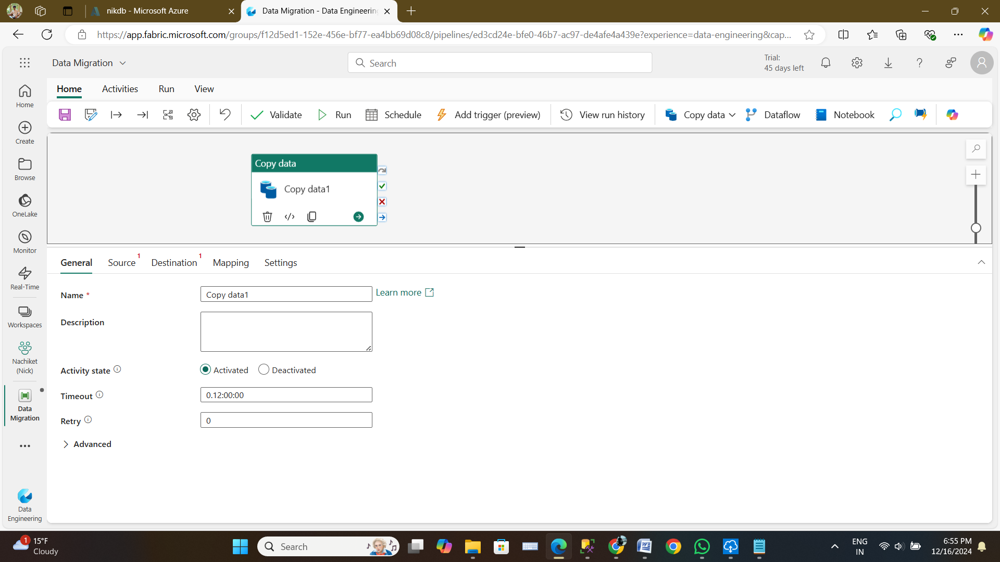 nikdb - Microsoft Azure
Data Migration - Data Engineering
https://app.fabric.microsoft.com/groups/f12d5ed1-152e-456e-bf77-ea4bb69d08c8/pipelines/ed3cd24e-bfe0-46b7-ac97-de4afe4a439e?experience=data-engineering&cap...
Data Migration
Search
Trial:
45 days left
Home
Activities
Run
View
Validate
Run
Schedule
Add trigger (preview)
View run history
Copy data
Dataflow
Notebook
Home
Create
Browse
OneLake
Monitor
Real-Time
Workspaces
Nachiket
(Nick)
Data
Migration
Data
Engineering
Copy data
Copy data1
General
Source 1
Destination 1
Mapping
Settings
Name *
Copy data1
Learn more
Description
Activity state
Activated
Deactivated
Timeout
0.12:00:00
Retry
0
Advanced
1
15°F
Cloudy
Search
ENG
IN
6:55 PM
12/16/2024